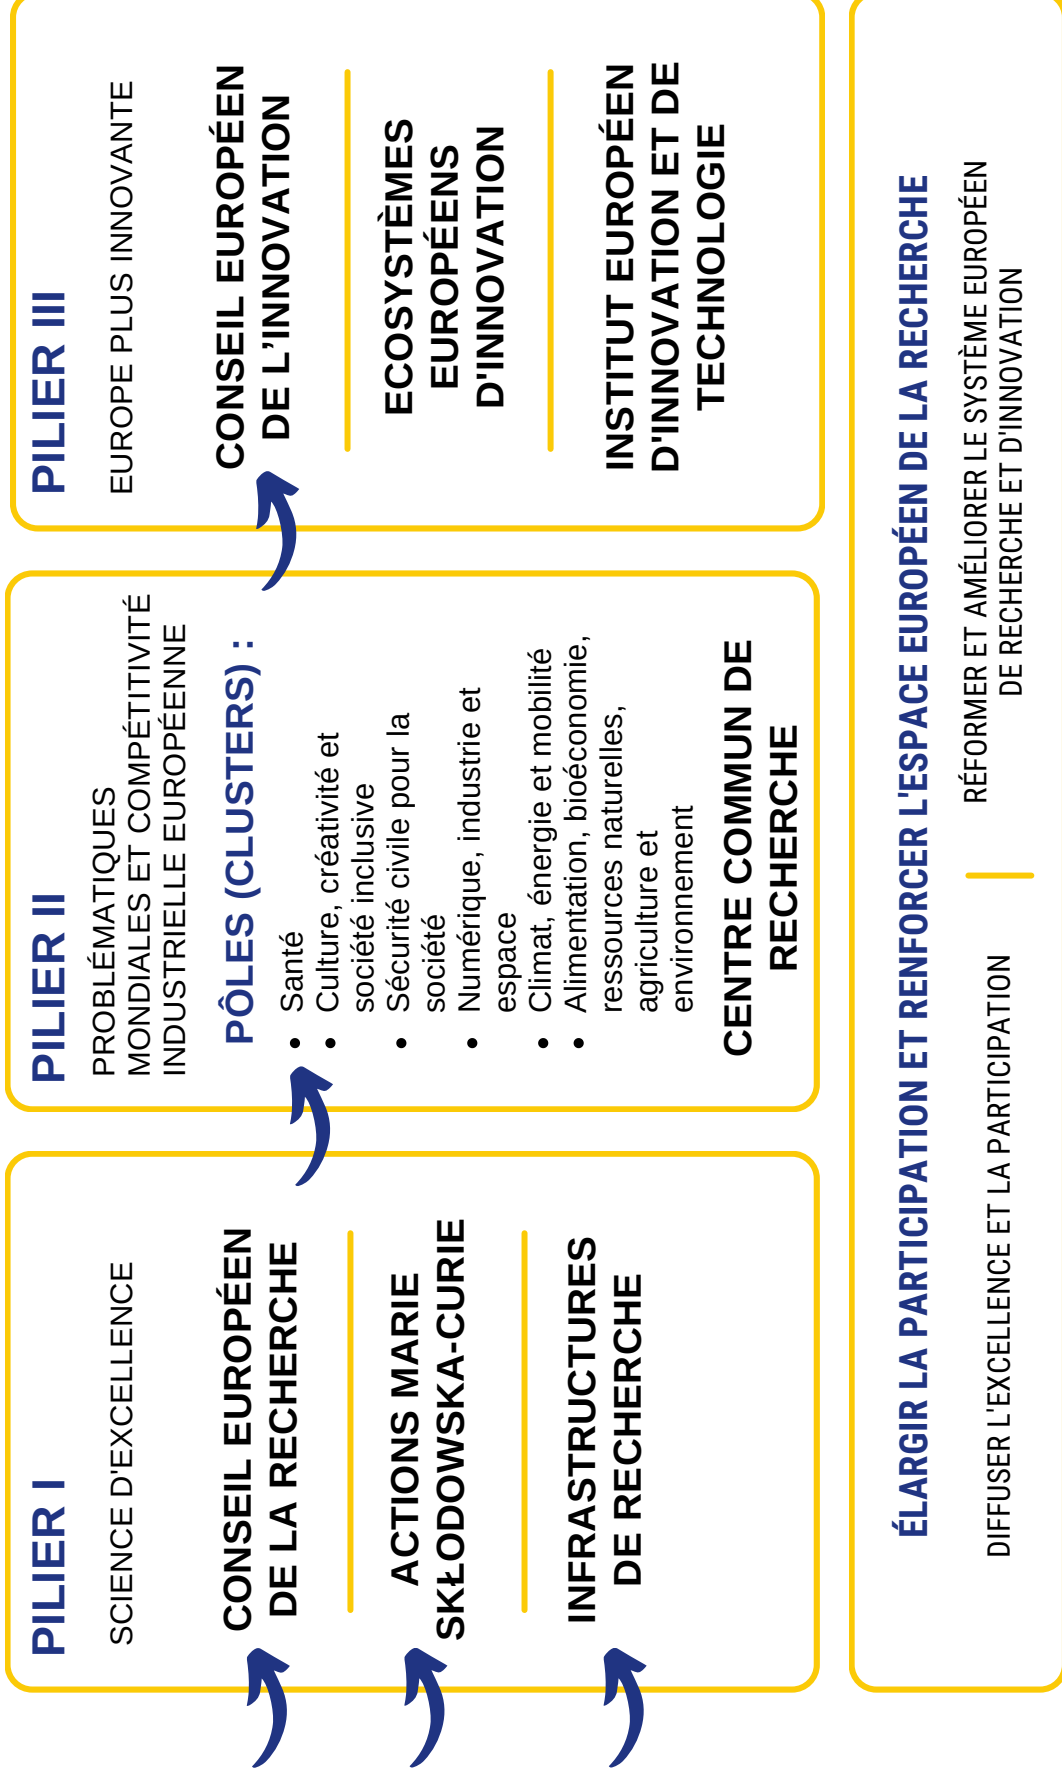 PILIER I
SCIENCE D'EXCELLENCE
CONSEIL EUROPÉEN
DE LA RECHERCHE
ACTIONS MARIE
SKŁODOWSKA-CURIE
INFRASTRUCTURES
DE RECHERCHE
PILIER II
PROBLÉMATIQUES
MONDIALES ET COMPÉTITIVITÉ
INDUSTRIELLE EUROPÉENNE
PÔLES (CLUSTERS) :
• Santé
• Culture, créativité et
société inclusive
• Sécurité civile pour la
société
• Numérique, industrie et
espace
• Climat, énergie et mobilité
• Alimentation, bioéconomie,
ressources naturelles,
agriculture et
environnement
CENTRE COMMUN DE
RECHERCHE
PILIER III
EUROPE PLUS INNOVANTE
CONSEIL EUROPÉEN
DE L’INNOVATION
ECOSYSTÈMES
EUROPÉENS
D'INNOVATION
INSTITUT EUROPÉEN
D'INNOVATION ET DE
TECHNOLOGIE
ÉLARGIR LA PARTICIPATION ET RENFORCER L'ESPACE EUROPÉEN DE LA RECHERCHE
DIFFUSER L'EXCELLENCE ET LA PARTICIPATION
RÉFORMER ET AMÉLIORER LE SYSTÈME EUROPÉEN
DE RECHERCHE ET D'INNOVATION